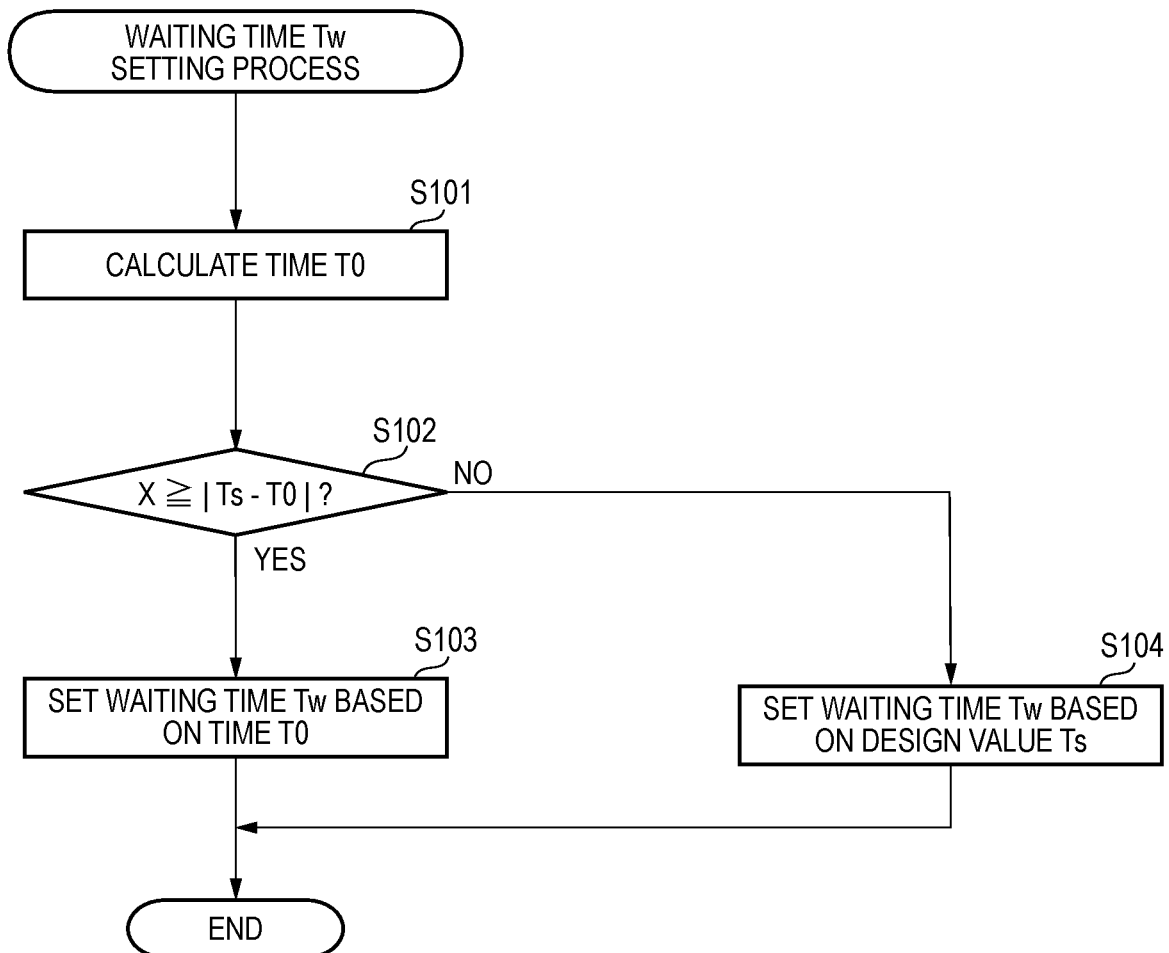 WAITING TIME Tw
SETTING PROCESS
S101
CALCULATE TIME T0
S102
X ≧ | Ts - T0 | ?
NO
YES
S103
SET WAITING TIME Tw BASED
ON TIME T0
S104
SET WAITING TIME Tw BASED
ON DESIGN VALUE Ts
END